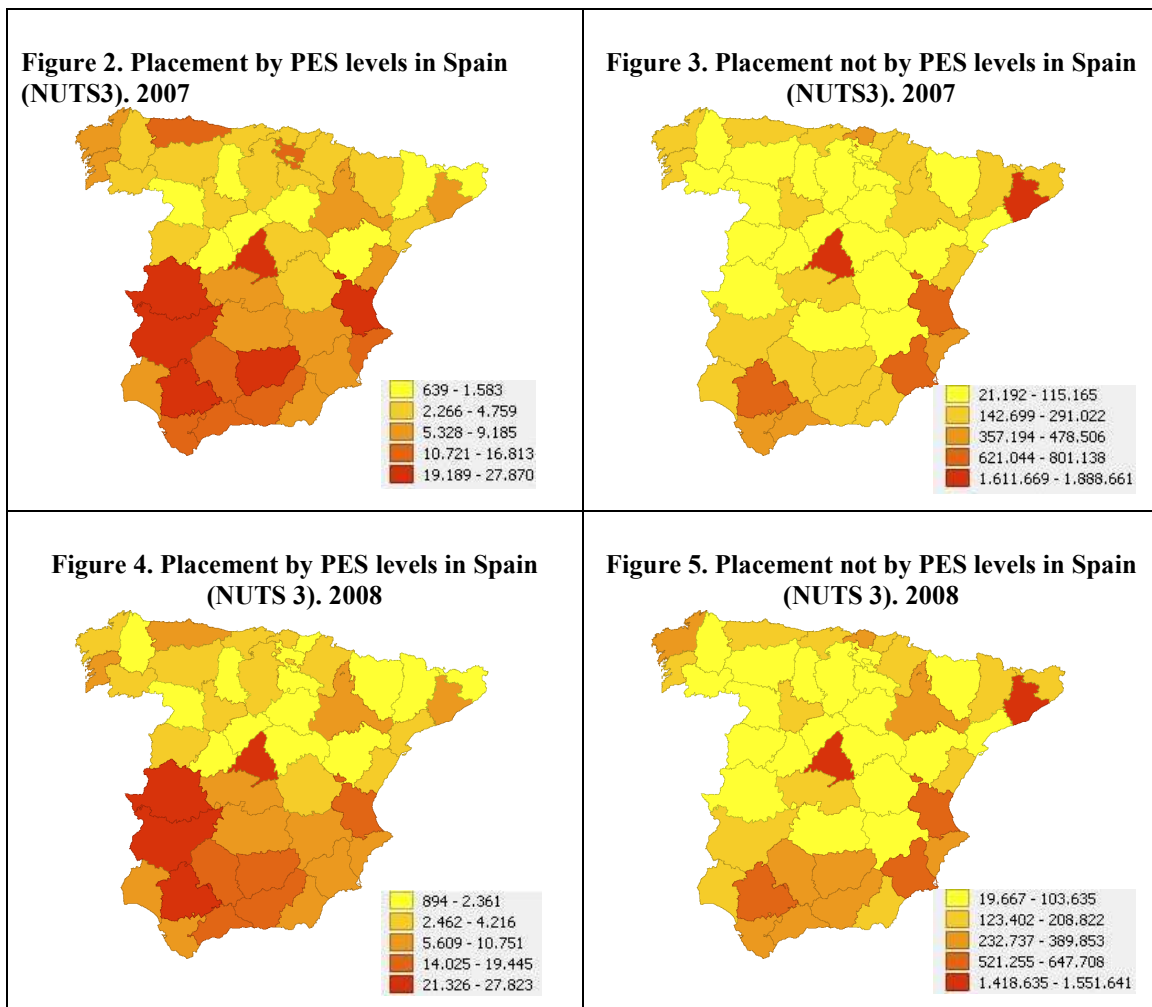 Figure 2. Placement by PES levels in Spain
(NUTS3). 2007
639 - 1.583
2.266 - 4.759
5.328 - 9.185
10.721 - 16.813
19.189 - 27.870
Figure 3. Placement not by PES levels in Spain
(NUTS3). 2007
21.192 - 115.165
142.699 - 291.022
357.194 - 478.506
621.044 - 801.138
1.611.669 - 1.888.661
Figure 4. Placement by PES levels in Spain
(NUTS 3). 2008
894 - 2.361
2.462 - 4.216
5.609 - 10.751
14.025 - 19.445
21.326 - 27.823
Figure 5. Placement not by PES levels in Spain
(NUTS 3). 2008
19.667 - 103.635
123.402 - 208.822
232.737 - 389.853
521.255 - 647.708
1.418.635 - 1.551.641